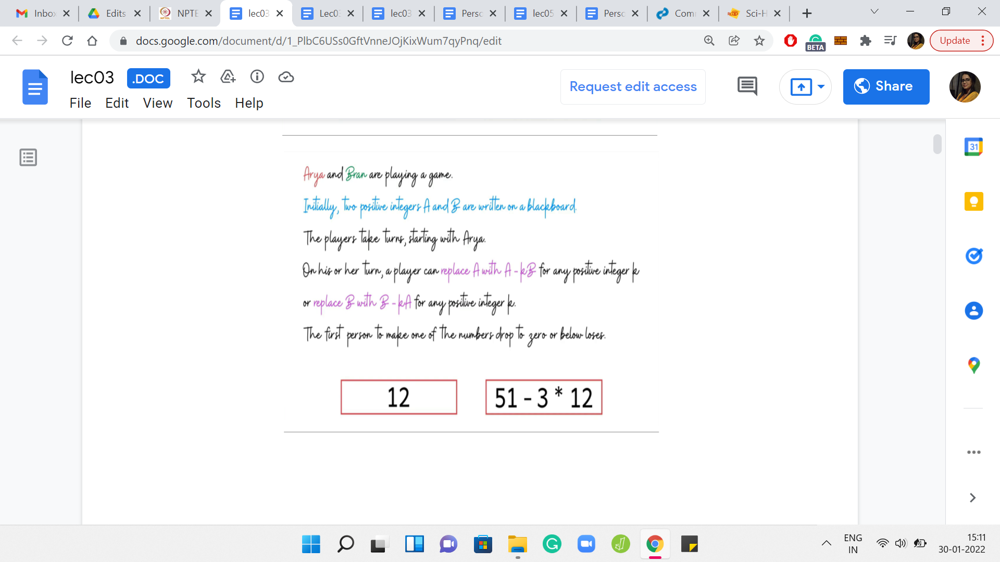 Inbox
Edits
NPTE
lec03
Lec03
lec03
Perso
lec05
Perso
Com
Sci-H
docs.google.com/document/d/1_PlbC6USs0GftVnneJOjKixWum7qyPnq/edit
BETA
Update
lec03 .DOC
Request edit access
Share
File Edit View Tools Help
31
Arya and Bran are playing a game.
Initially, two positive integers A and B are written on a blackboard.
The players take turns, starting with Arya.
On his or her turn, a player can replace A with A - kB for any positive integer k
or replace B with B - kA for any positive integer k.
The first person to make one of the numbers drop to zero or below loses.
12
51 - 3 * 12
ENG
IN
15:11
30-01-2022